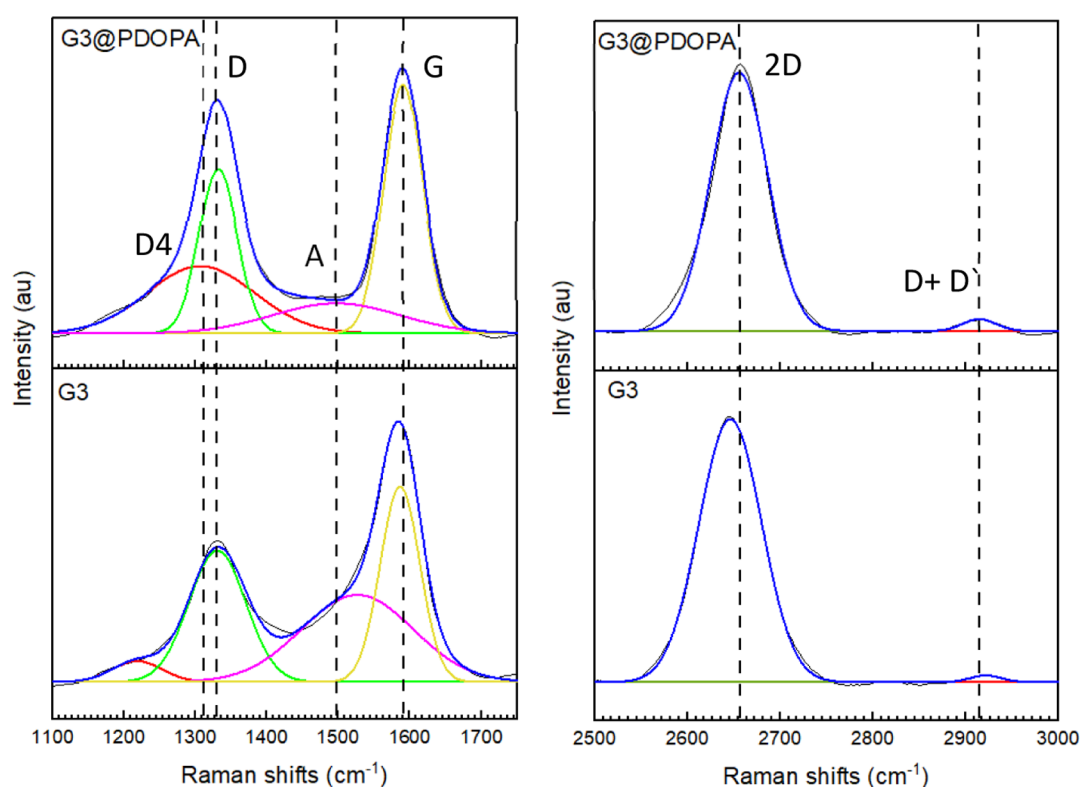 G3@PDOPA
D
G
D4
A
G3
Intensity (au)
1100 1200 1300 1400 1500 1600 1700
Raman shifts (cm⁻¹)
G3@PDOPA
2D
D+ D`
G3
Intensity (au)
2500 2600 2700 2800 2900 3000
Raman shifts (cm⁻¹)